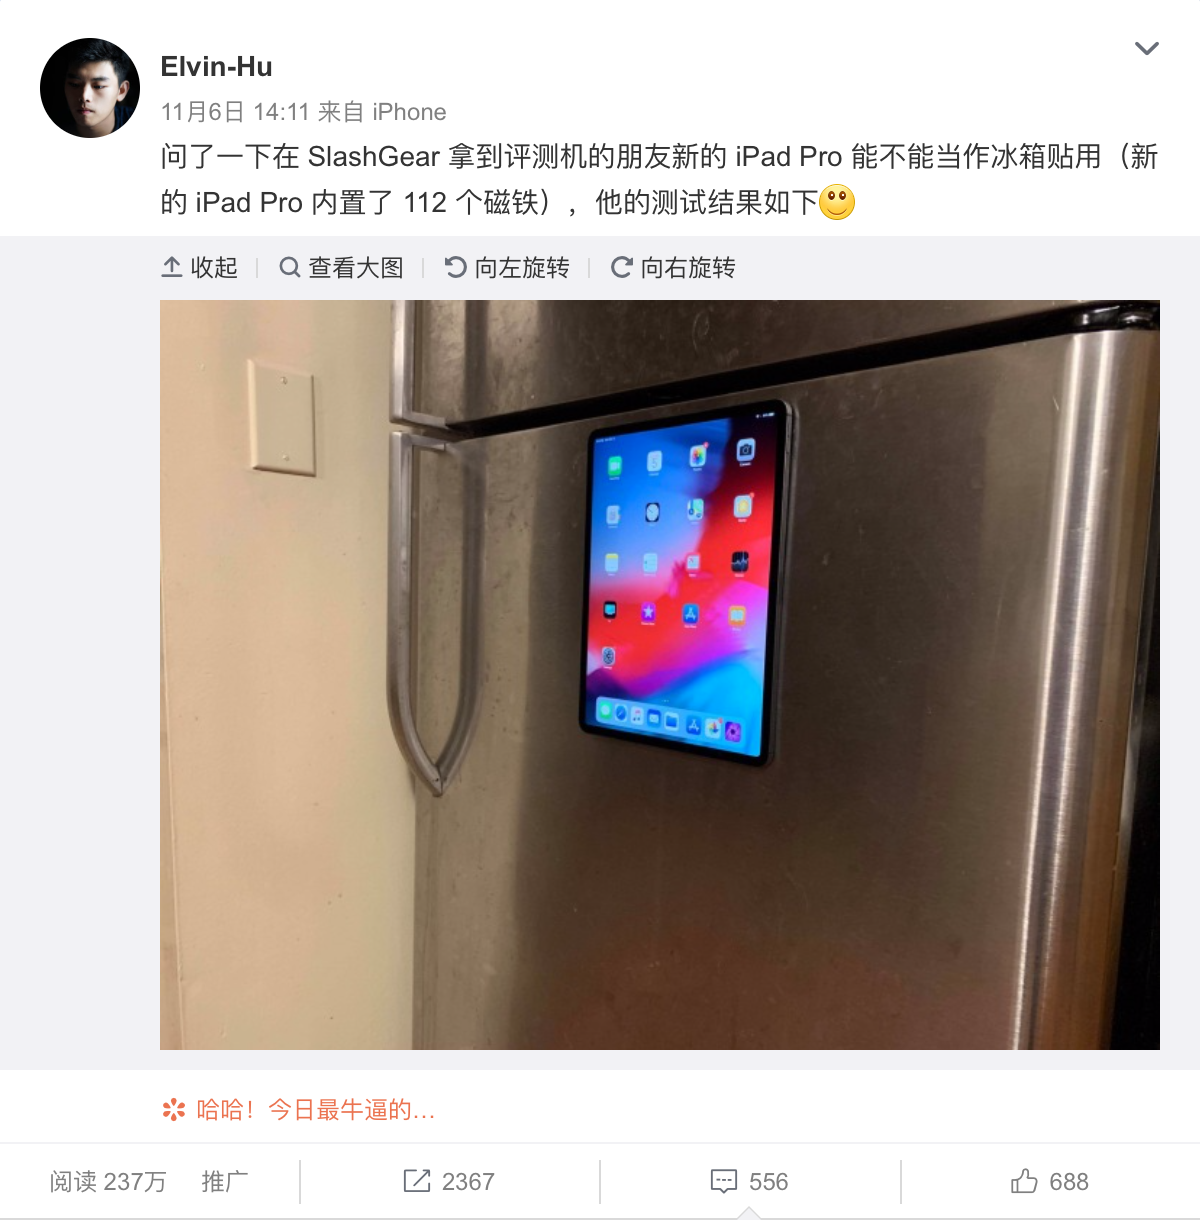 Elvin-Hu
11月6日 14:11 来自 iPhone
问了一下在 SlashGear 拿到评测机的朋友新的 iPad Pro 能不能当作冰箱贴用（新
的 iPad Pro 内置了 112 个磁铁），他的测试结果如下
收起 查看大图 向左旋转 向右旋转
哈哈！今日最牛逼的…
阅读 237万 推广 2367 556 688